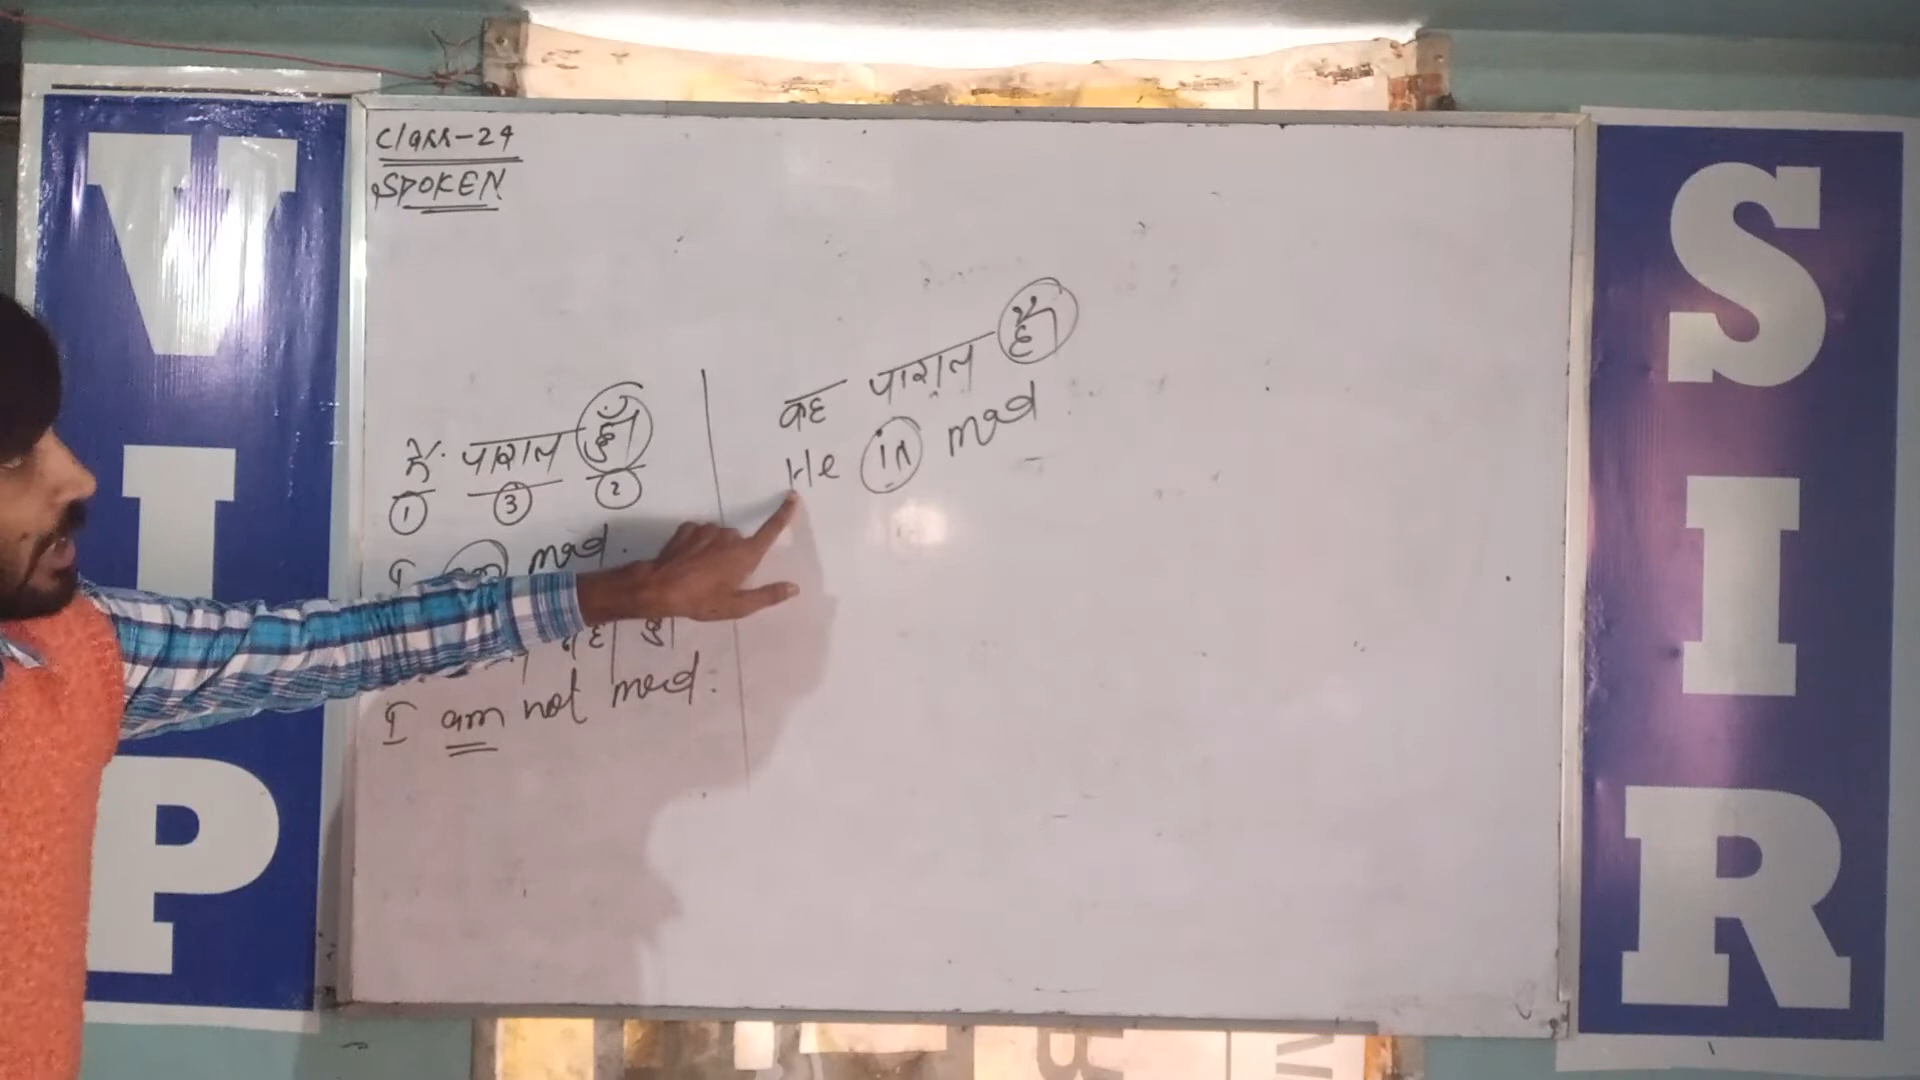 VIP
SIR
Class-24
SPOKEN
मैं पागल हूँ
1 3 2
I am mad.
नहीं हूँ
I am not mad.
वह पागल है
He is mad.